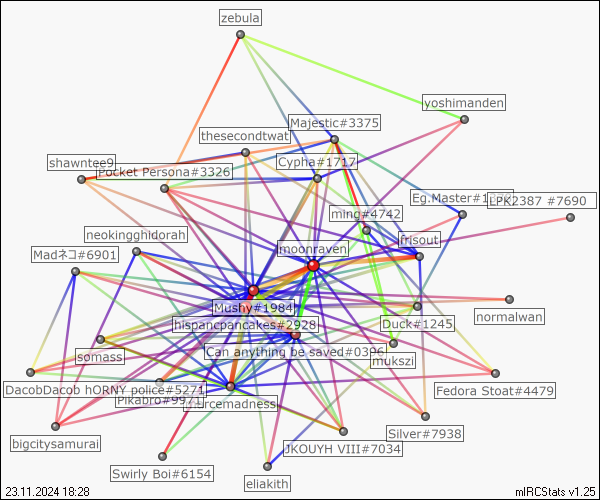 zebula
yoshimanden
Majestic#3375
thesecondtwat
Cypha#1717
shawntee9
Pocket Persona#3326
Eg.Master#1
LPK2387 #7690
ming#4742
neokingghidorah
frisout
moonraven
Madネコ#6901
Mushy#1984
normalwan
hispancpancakes#2928
Duck#1245
Can anything be saved#0396
somass
mukszi
DacobDacob hORNY police#5271
Fedora Stoat#4479
Pikabro#9971
urcemadness
Silver#7938
bigcitysamurai
JKOUYH VIII#7034
Swirly Boi#6154
eliakith
23.11.2024 18:28
mIRCStats v1.25